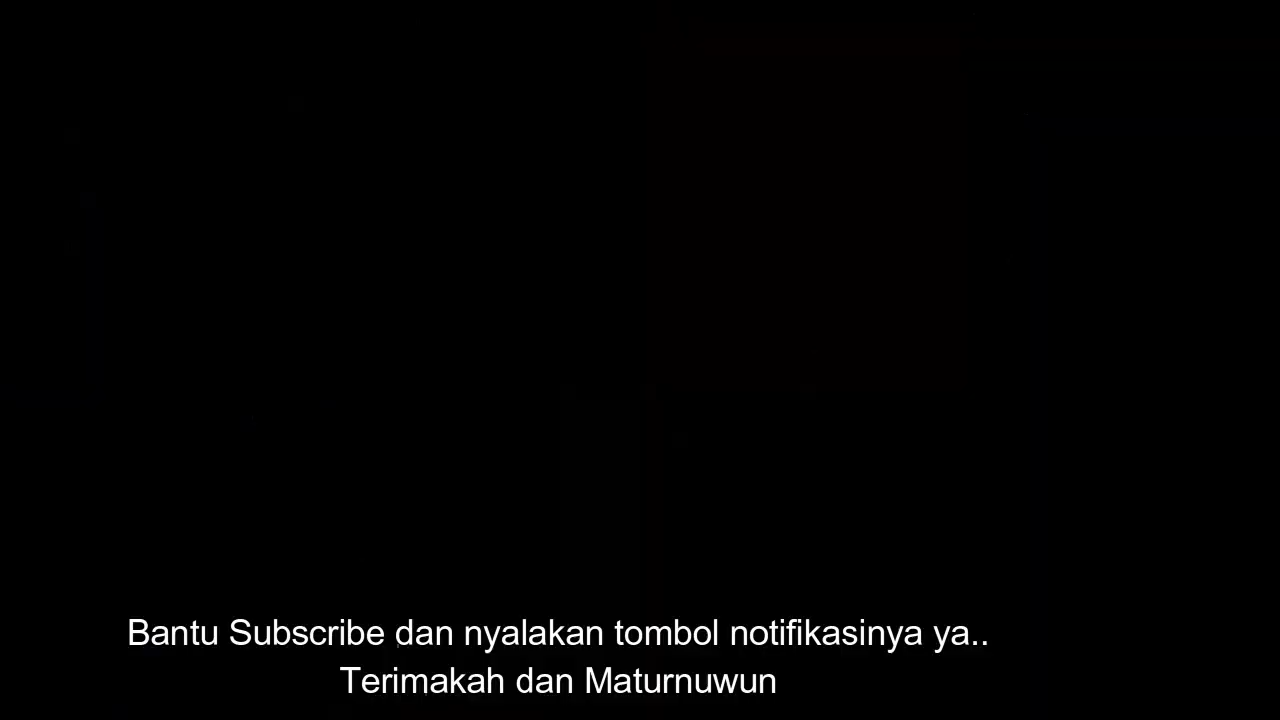 Bantu Subscribe dan nyalakan tombol notifikasinya ya..
Terimakah dan Maturnuwun